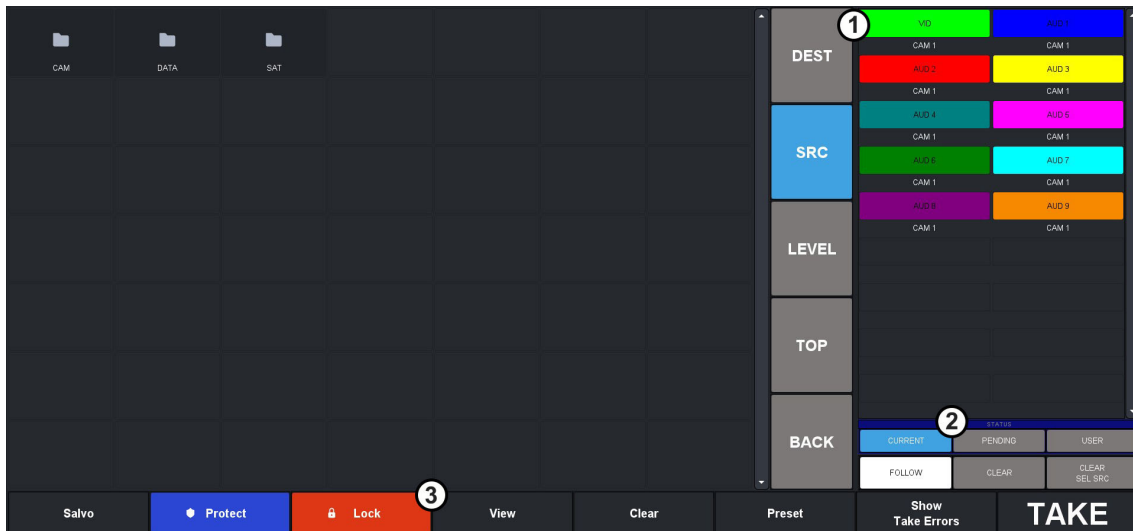 CAM
DATA
SAT
DEST
SRC
LEVEL
TOP
BACK
1
VID
AUD 1
CAM 1
CAM 1
AUD 2
AUD 3
CAM 1
CAM 1
AUD 4
AUD 5
CAM 1
CAM 1
AUD 6
AUD 7
CAM 1
CAM 1
AUD 8
AUD 9
CAM 1
CAM 1
2
STATUS
CURRENT
PENDING
USER
FOLLOW
CLEAR
CLEAR
SEL SRC
3
Salvo
Protect
Lock
View
Clear
Preset
Show
Take Errors
TAKE